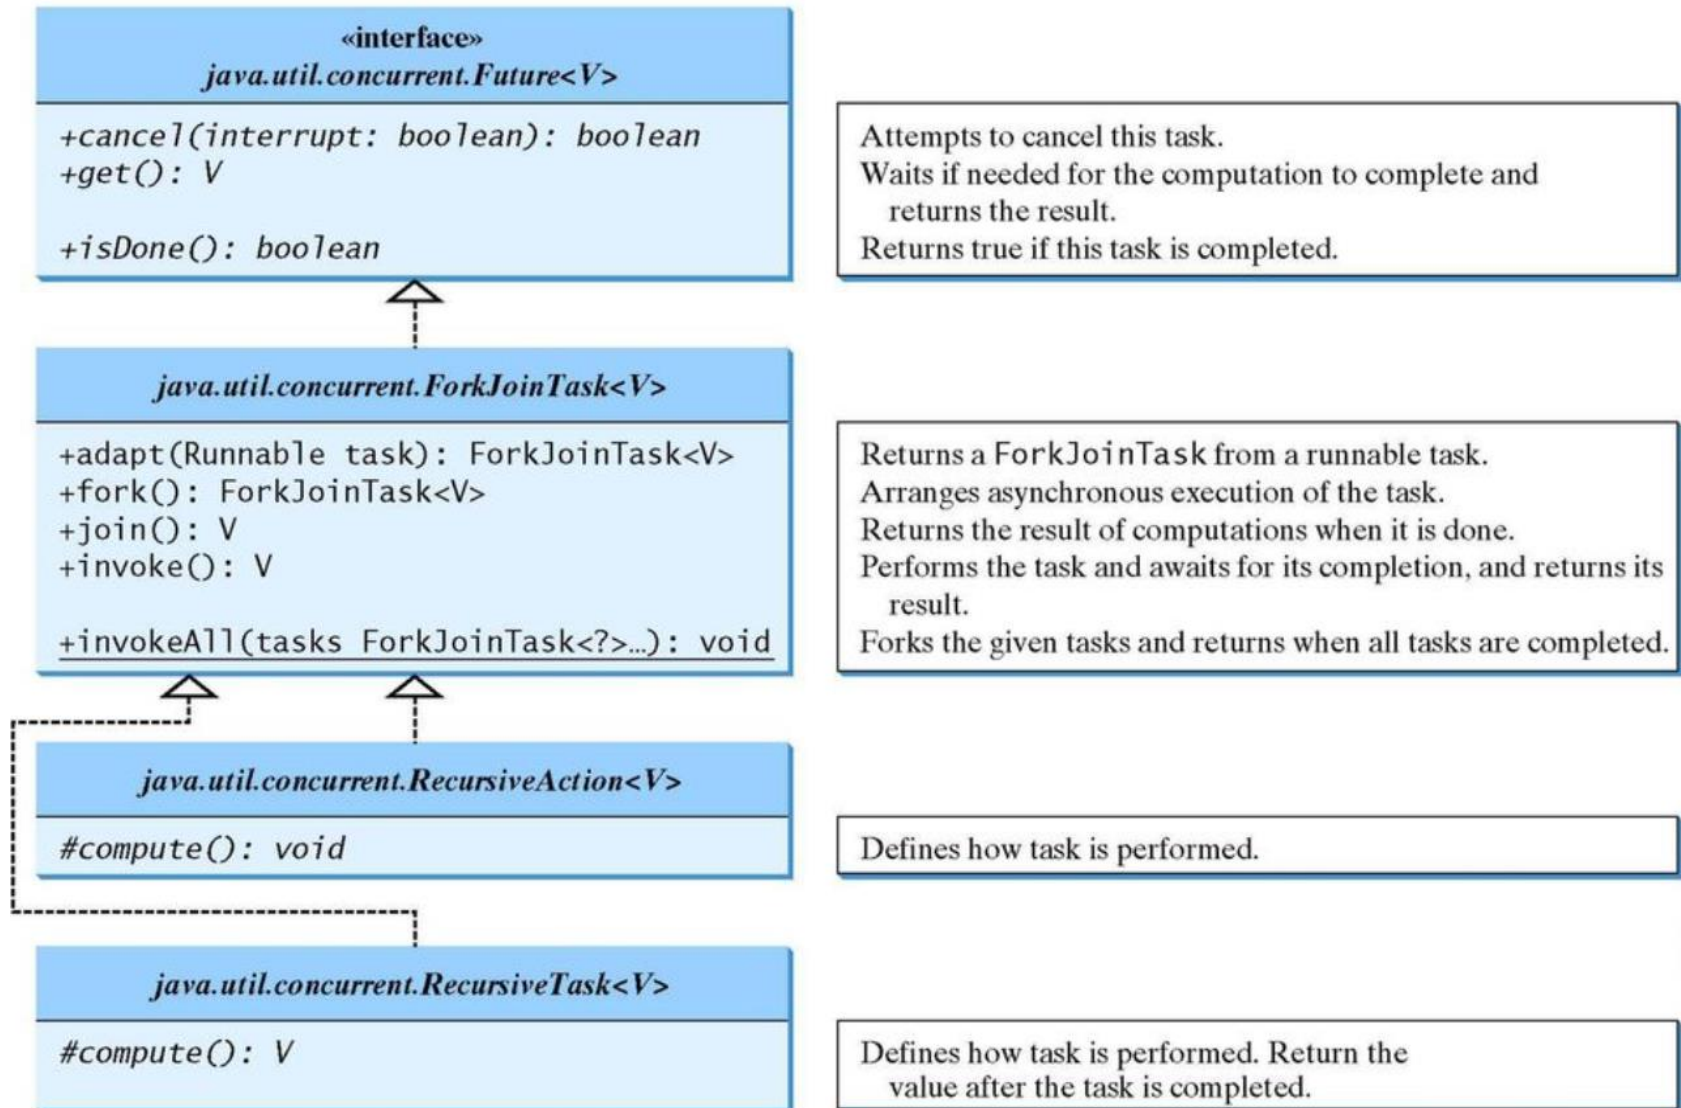 «interface»
java.util.concurrent.Future<V>
+cancel(interrupt: boolean): boolean
+get(): V
+isDone(): boolean
Attempts to cancel this task.
Waits if needed for the computation to complete and
returns the result.
Returns true if this task is completed.
java.util.concurrent.ForkJoinTask<V>
+adapt(Runnable task): ForkJoinTask<V>
+fork(): ForkJoinTask<V>
+join(): V
+invoke(): V
+invokeAll(tasks ForkJoinTask<?>…): void
Returns a ForkJoinTask from a runnable task.
Arranges asynchronous execution of the task.
Returns the result of computations when it is done.
Performs the task and awaits for its completion, and returns its
result.
Forks the given tasks and returns when all tasks are completed.
java.util.concurrent.RecursiveAction<V>
#compute(): void
Defines how task is performed.
java.util.concurrent.RecursiveTask<V>
#compute(): V
Defines how task is performed. Return the
value after the task is completed.